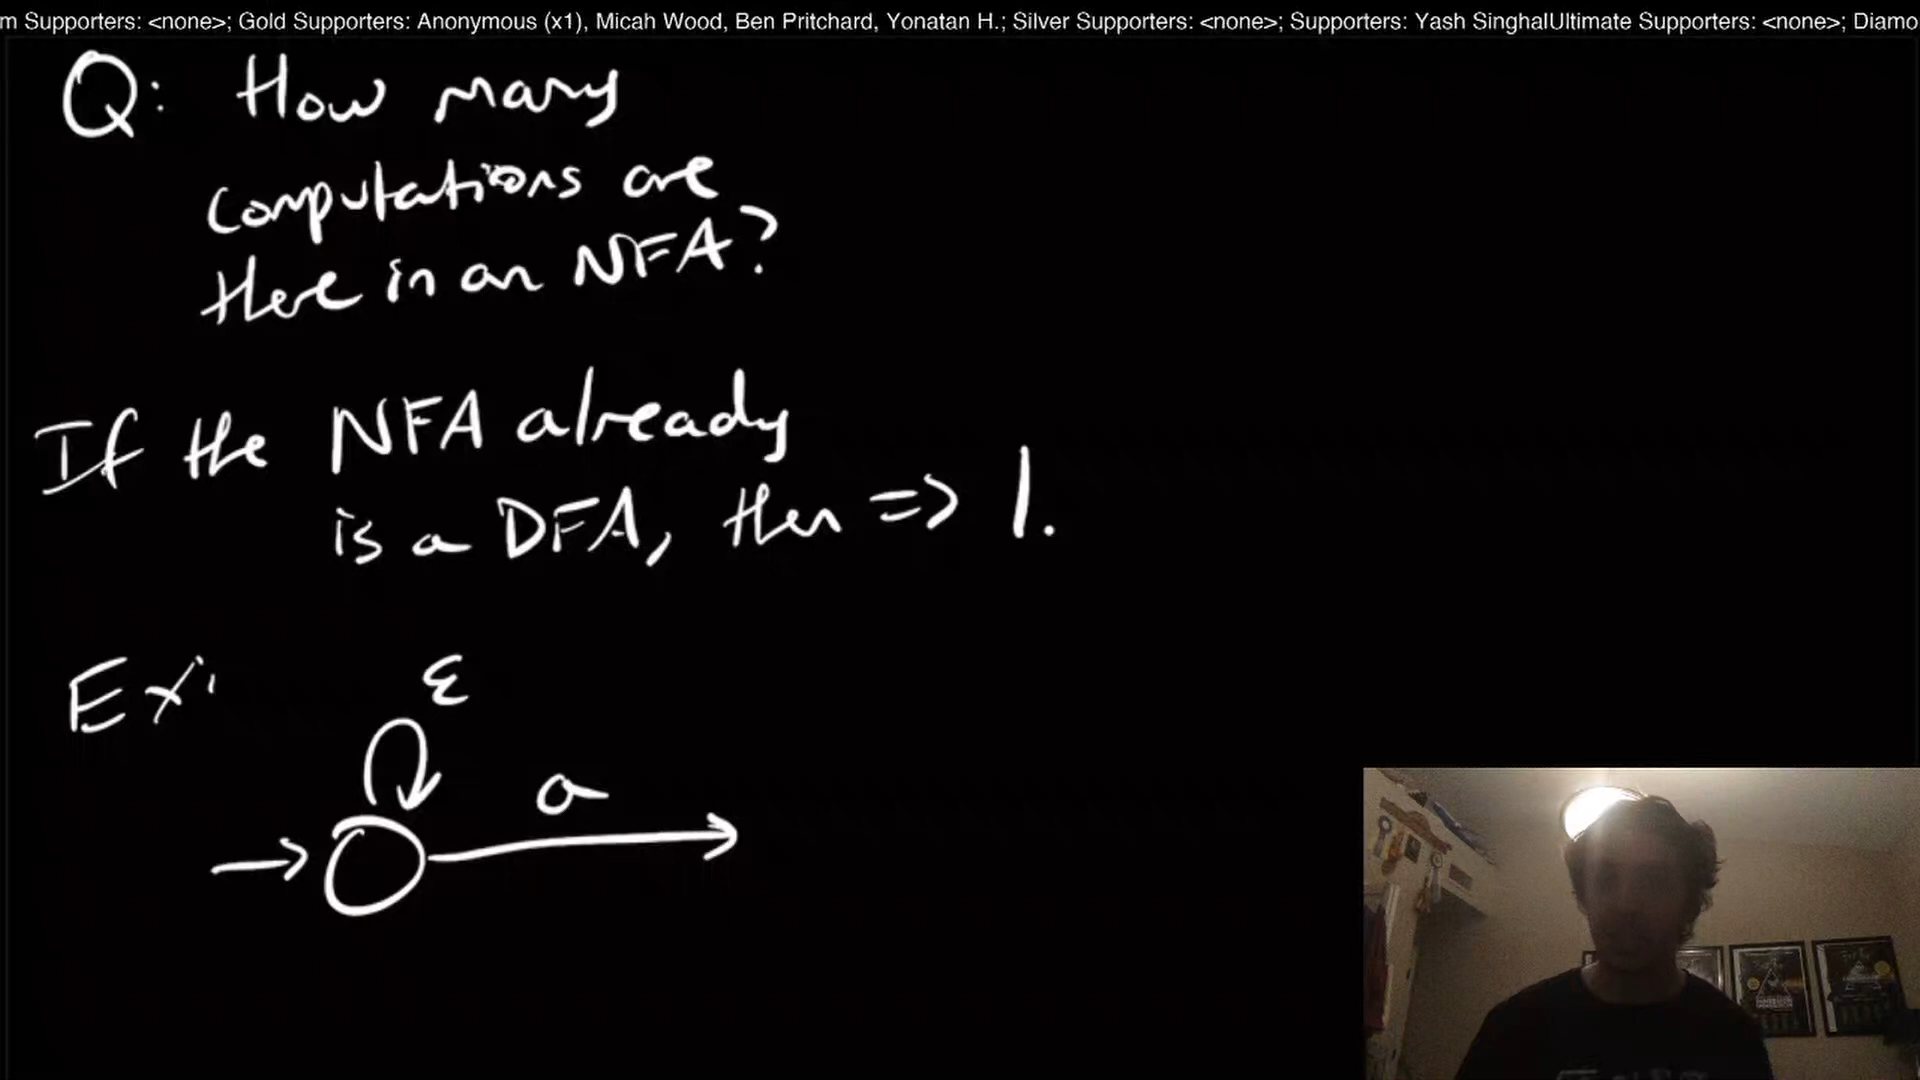 m Supporters: <none>; Gold Supporters: Anonymous (x1), Micah Wood, Ben Pritchard, Yonatan H.; Silver Supporters: <none>; Supporters: Yash SinghalUltimate Supporters: <none>; Diamo
Q: How many
computations are
there in an NFA?
If the NFA already
is a DFA, then => 1.
Ex:
ε
a